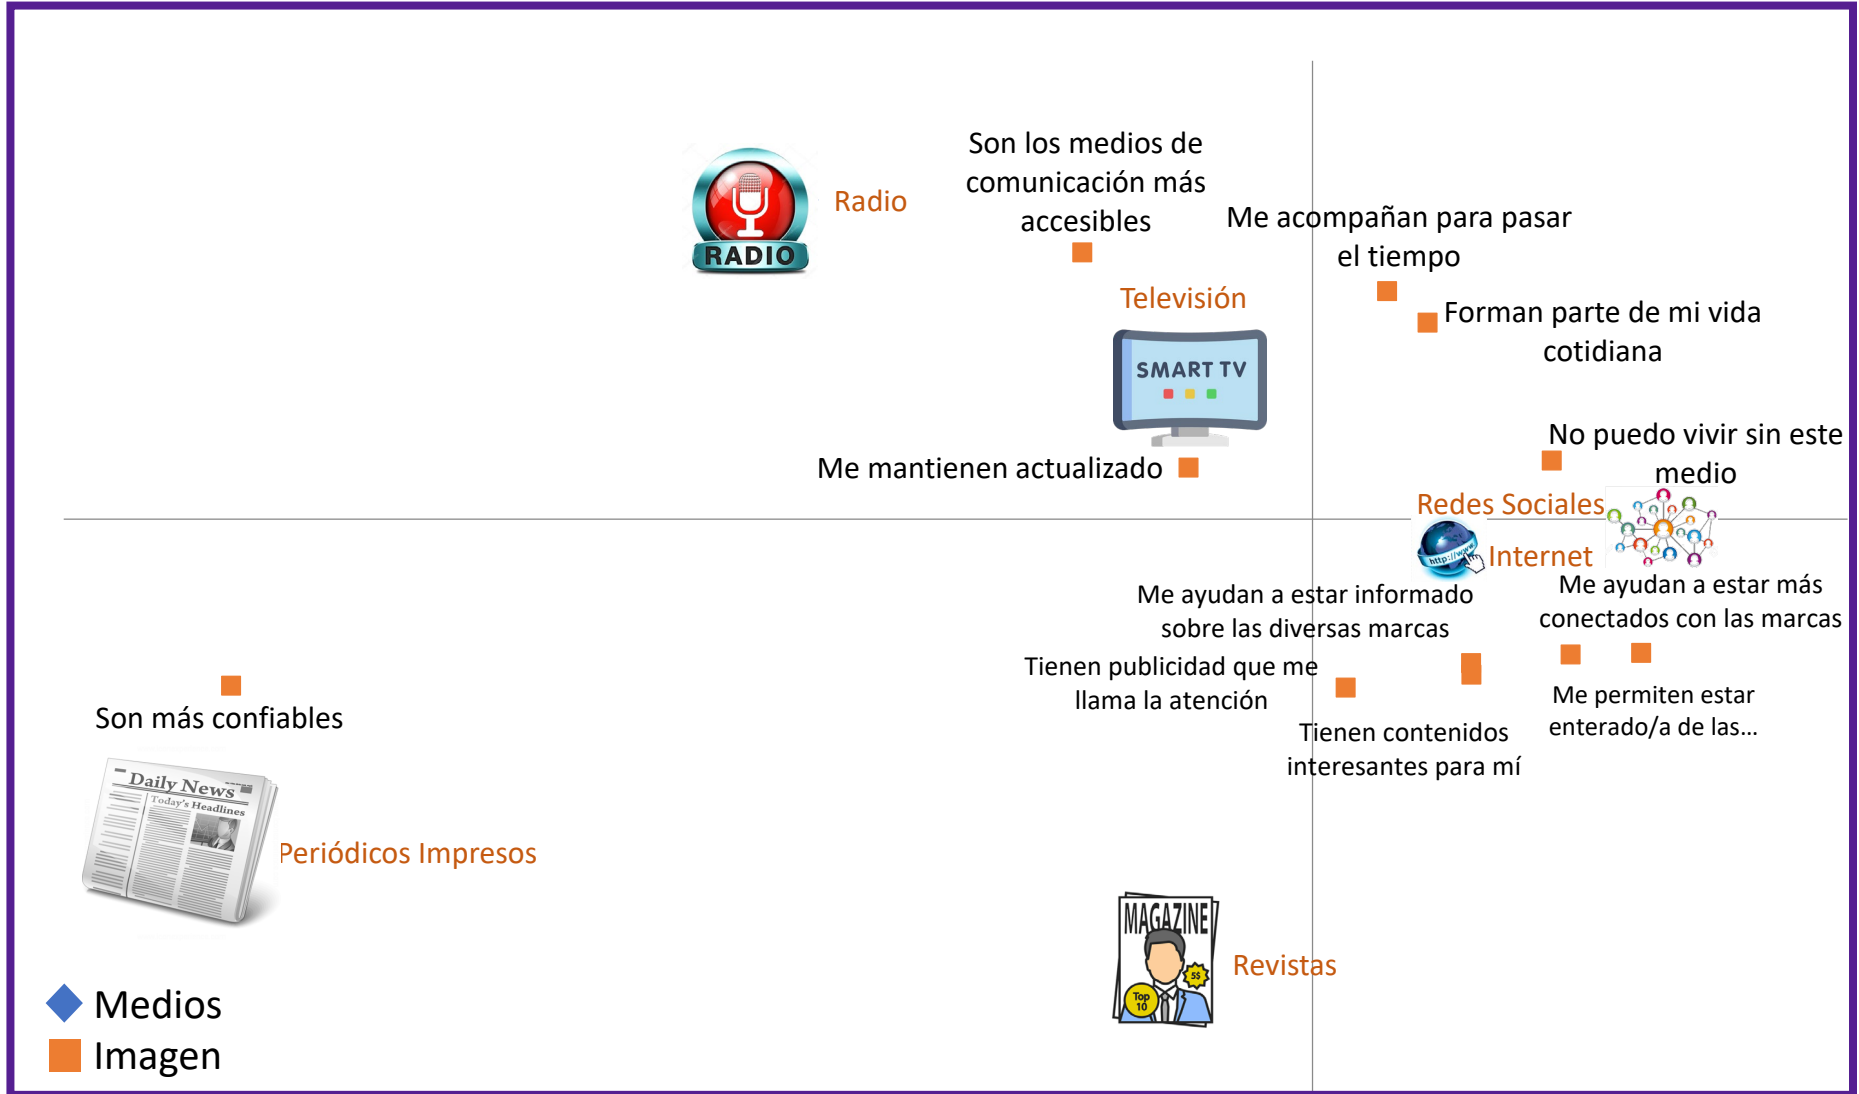 Son los medios de
comunicación más
accesibles
Radio
RADIO
Me acompañan para pasar
el tiempo
Televisión
SMART TV
Forman parte de mi vida
cotidiana
No puedo vivir sin este
medio
Me mantienen actualizado
Redes Sociales
http://www
Internet
Me ayudan a estar informado
sobre las diversas marcas
Me ayudan a estar más
conectados con las marcas
Tienen publicidad que me
llama la atención
Son más confiables
Me permiten estar
enterado/a de las...
Tienen contenidos
interesantes para mí
Daily News
Today's Headlines
Periódicos Impresos
MAGAZINE
5$
Top
10
Revistas
Medios
Imagen